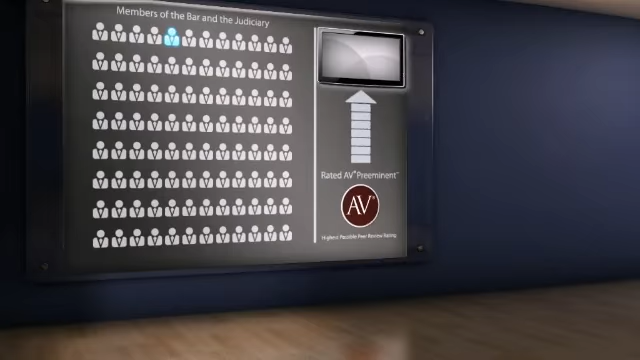 Members of the Bar and the Judiciary
Rated AV® Preeminent™
AV®
Highest Possible Peer Review Rating